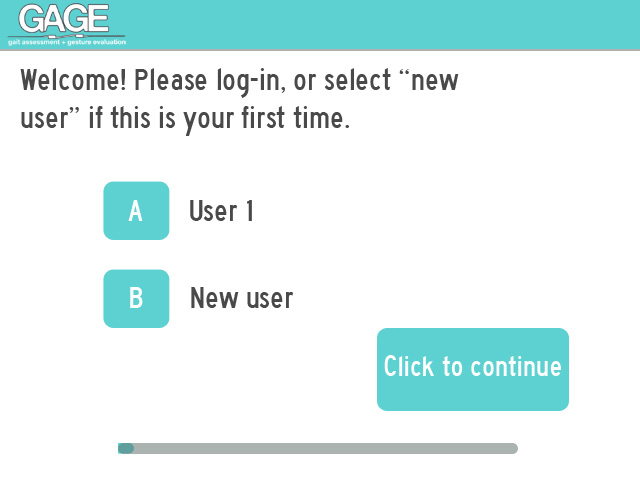 GAGE
gait assessment + gesture evaluation
Welcome! Please log-in, or select “new
user” if this is your first time.
A User 1
B New user
Click to continue